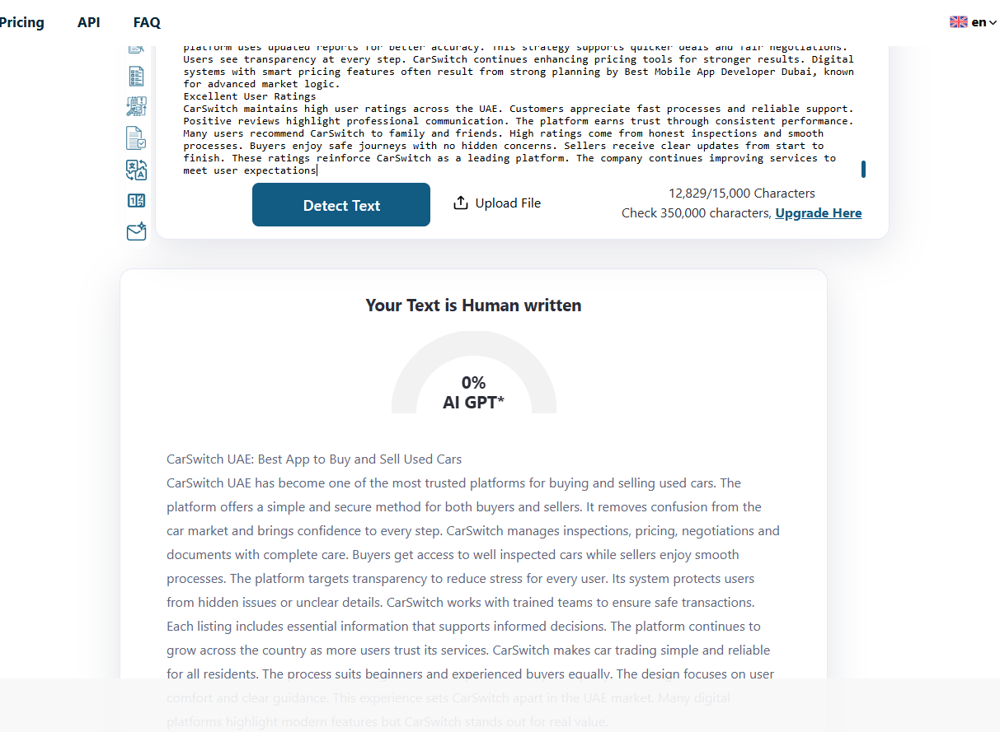 Pricing
API
FAQ
en
platform uses updated reports for better accuracy. This strategy supports quicker deals and fair negotiations.
Users see transparency at every step. CarSwitch continues enhancing pricing tools for stronger results. Digital
systems with smart pricing features often result from strong planning by Best Mobile App Developer Dubai, known
for advanced market logic.
Excellent User Ratings
CarSwitch maintains high user ratings across the UAE. Customers appreciate fast processes and reliable support.
Positive reviews highlight professional communication. The platform earns trust through consistent performance.
Many users recommend CarSwitch to family and friends. High ratings come from honest inspections and smooth
processes. Buyers enjoy safe journeys with no hidden concerns. Sellers receive clear updates from start to
finish. These ratings reinforce CarSwitch as a leading platform. The company continues improving services to
meet user expectations
Detect Text
Upload File
12,829/15,000 Characters
Check 350,000 characters, Upgrade Here
Your Text is Human written
0%
AI GPT*
CarSwitch UAE: Best App to Buy and Sell Used Cars
CarSwitch UAE has become one of the most trusted platforms for buying and selling used cars. The
platform offers a simple and secure method for both buyers and sellers. It removes confusion from the
car market and brings confidence to every step. CarSwitch manages inspections, pricing, negotiations and
documents with complete care. Buyers get access to well inspected cars while sellers enjoy smooth
processes. The platform targets transparency to reduce stress for every user. Its system protects users
from hidden issues or unclear details. CarSwitch works with trained teams to ensure safe transactions.
Each listing includes essential information that supports informed decisions. The platform continues to
grow across the country as more users trust its services. CarSwitch makes car trading simple and reliable
for all residents. The process suits beginners and experienced buyers equally. The design focuses on user
comfort and clear guidance. This experience sets CarSwitch apart in the UAE market. Many digital
platforms highlight modern features but CarSwitch stands out for real value.